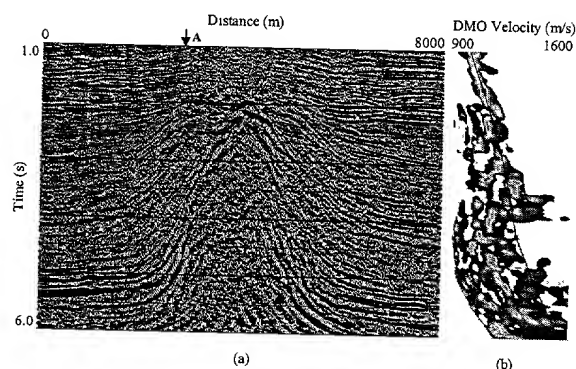 Distance (m)
0
A
8000
1.0
Time (s)
6.0
(a)
DMO Velocity (m/s)
900
1600
(b)